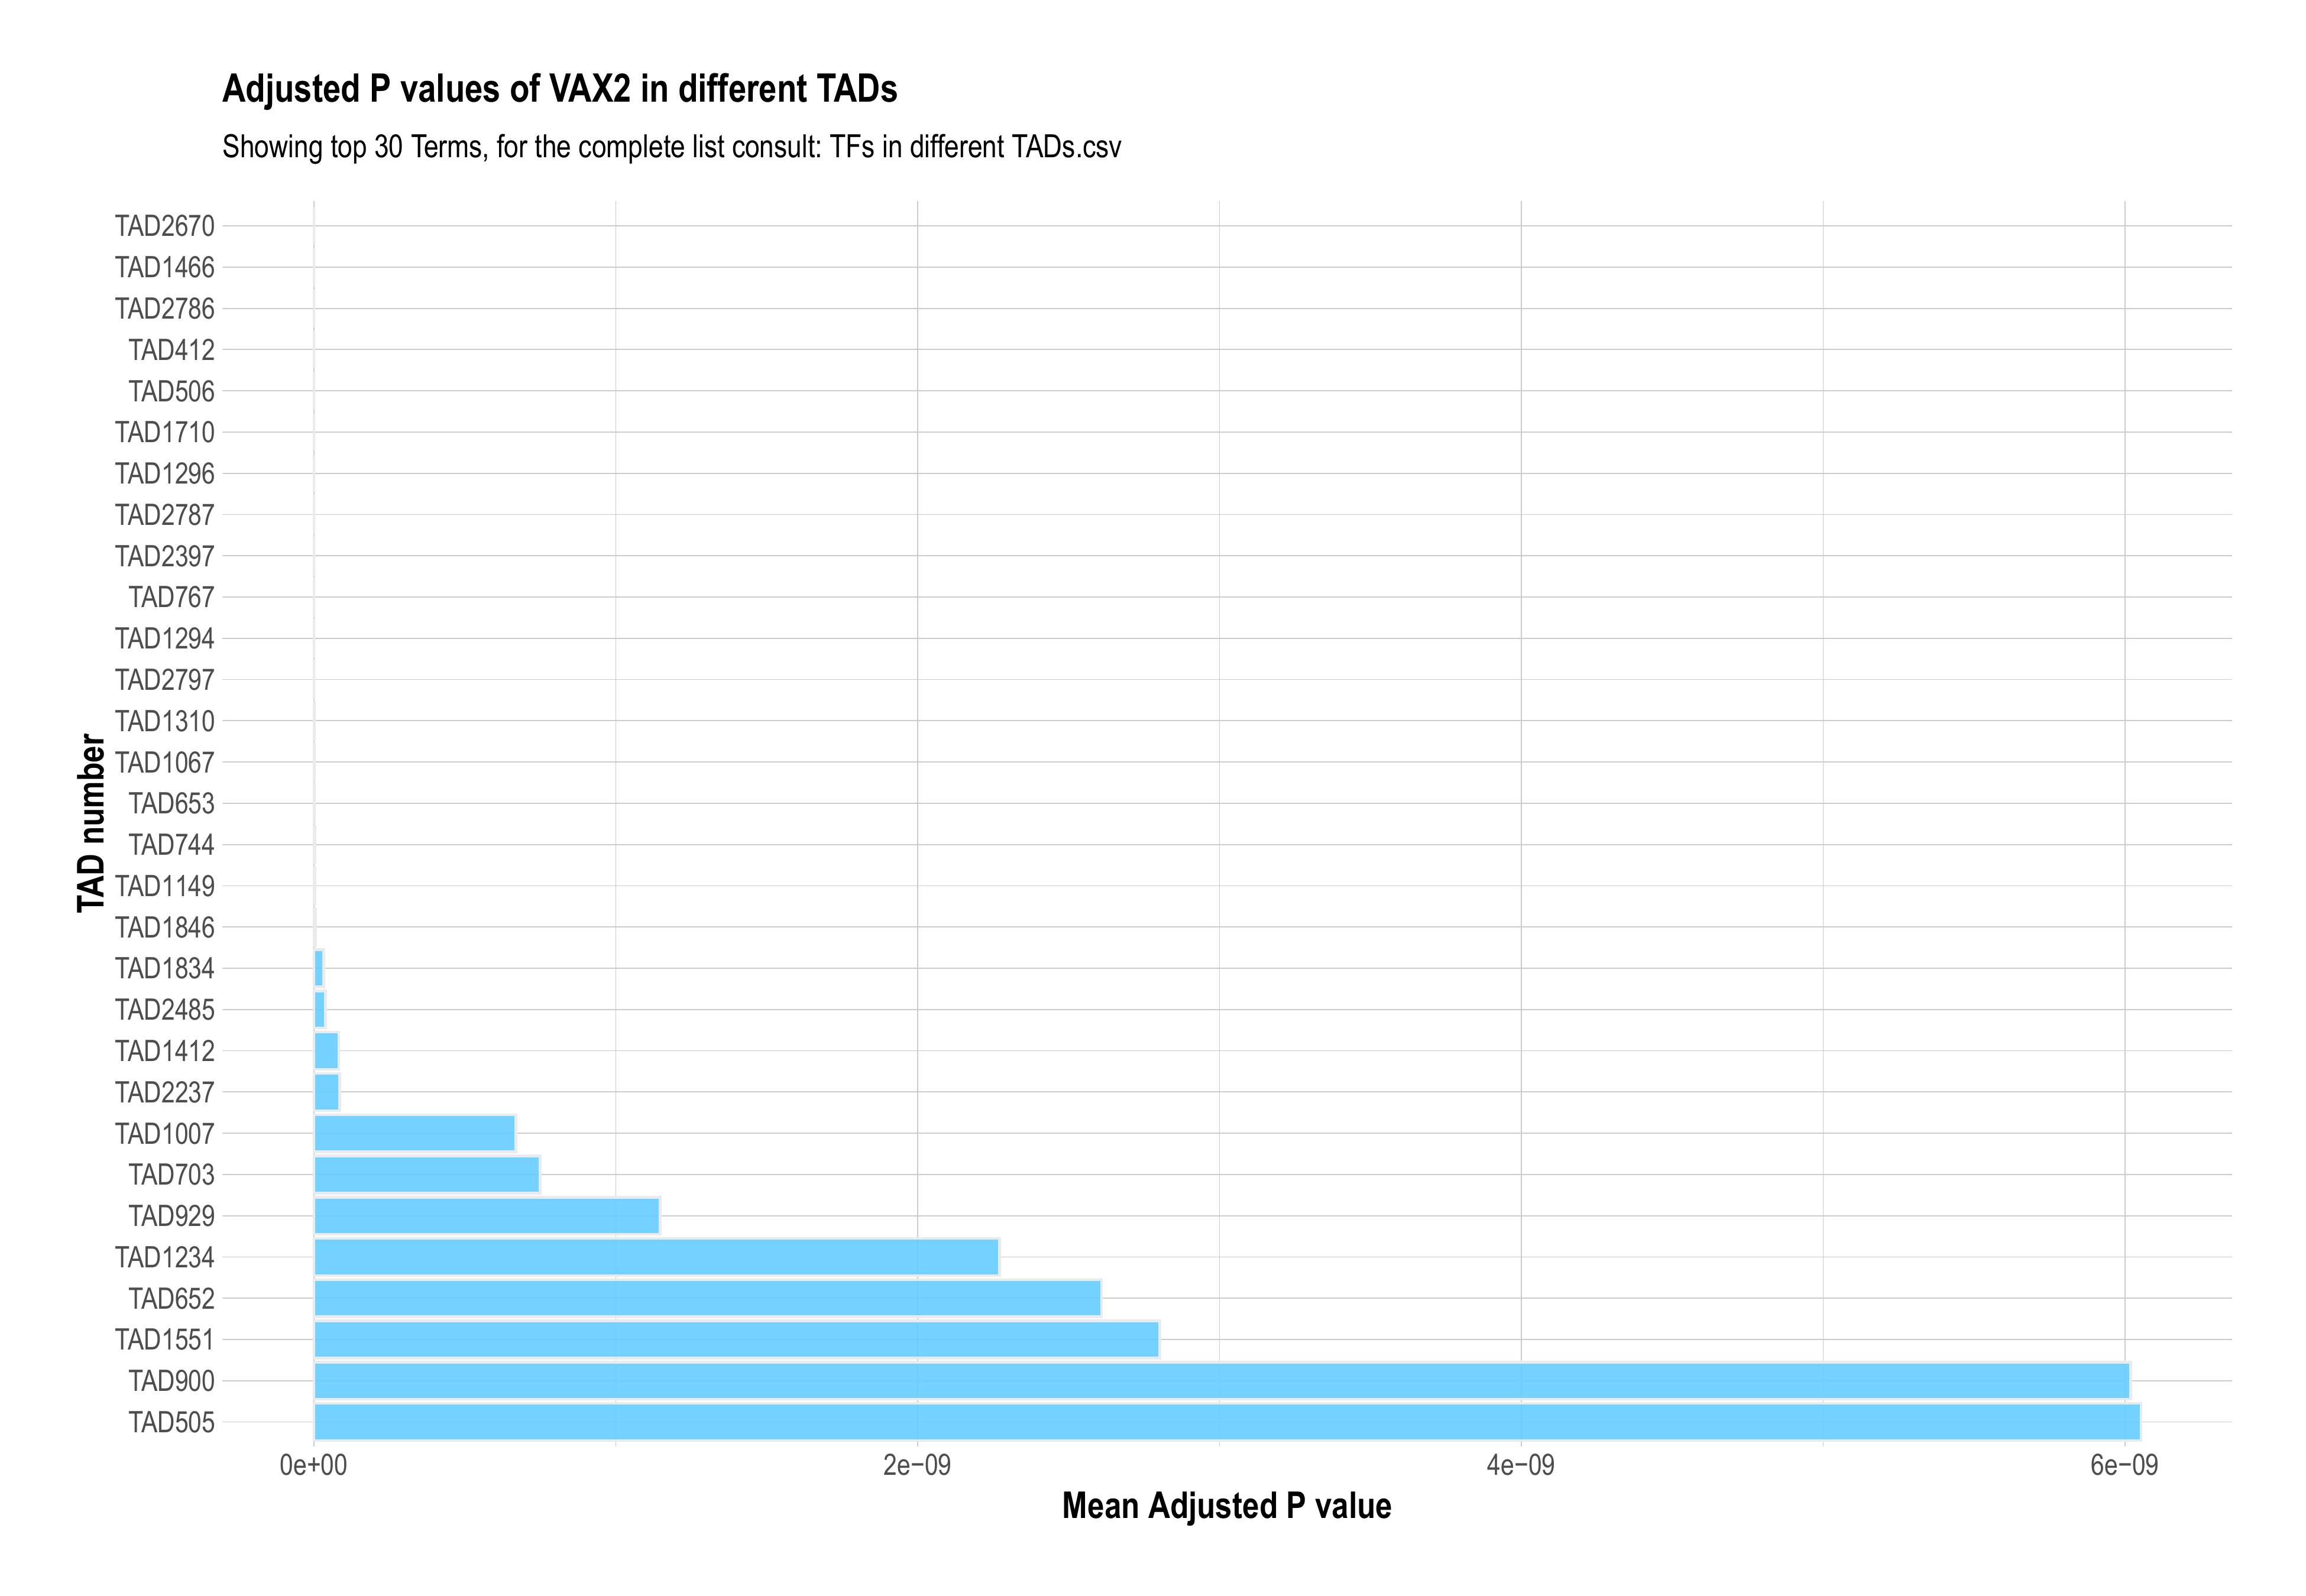 Adjusted P values of VAX2 in different TADs
Showing top 30 Terms, for the complete list consult: TFs in different TADs.csv
TAD number
TAD2670
TAD1466
TAD2786
TAD412
TAD506
TAD1710
TAD1296
TAD2787
TAD2397
TAD767
TAD1294
TAD2797
TAD1310
TAD1067
TAD653
TAD744
TAD1149
TAD1846
TAD1834
TAD2485
TAD1412
TAD2237
TAD1007
TAD703
TAD929
TAD1234
TAD652
TAD1551
TAD900
TAD505
0e+00 2e−09 4e−09 6e−09
Mean Adjusted P value